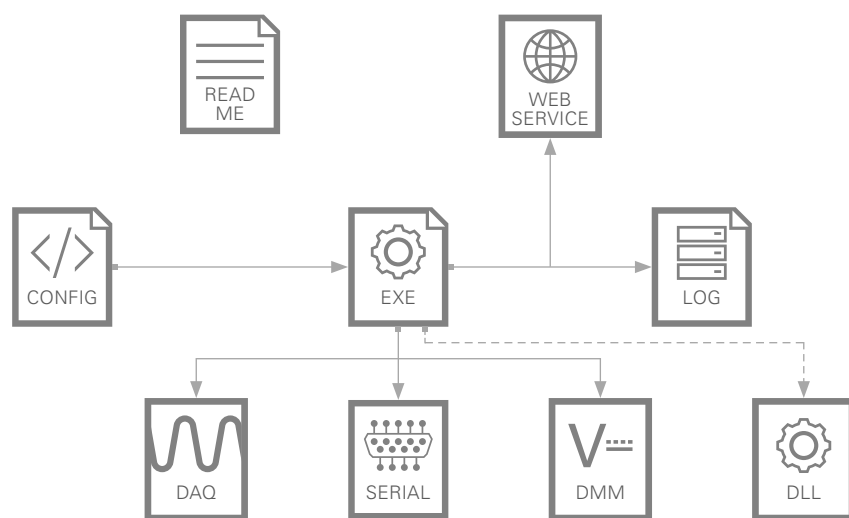 READ
ME
WEB
SERVICE
CONFIG
EXE
LOG
DAQ
SERIAL
V
DMM
DLL